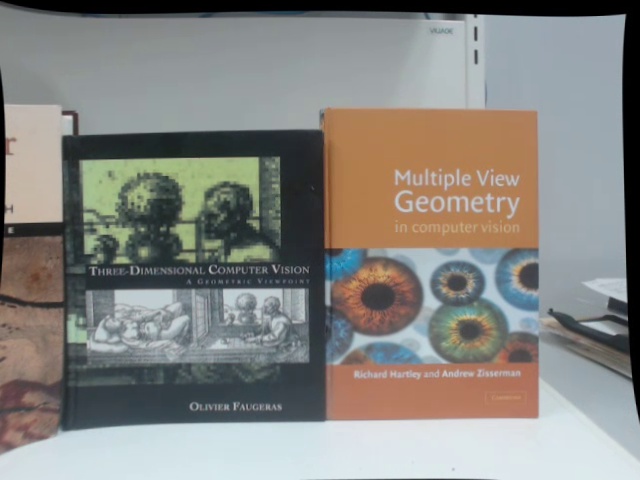 THREE-DIMENSIONAL COMPUTER VISION
A GEOMETRIC VIEWPOINT
OLIVIER FAUGERAS
Multiple View
Geometry
in computer vision
Richard Hartley and Andrew Zisserman